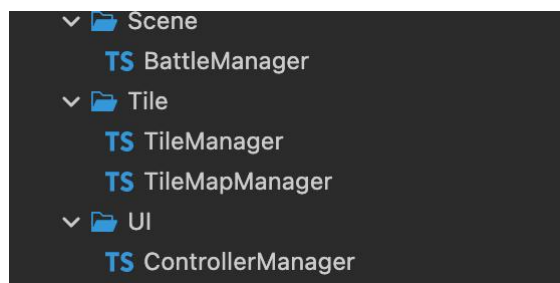 Scene
TS BattleManager
Tile
TS TileManager
TS TileMapManager
UI
TS ControllerManager